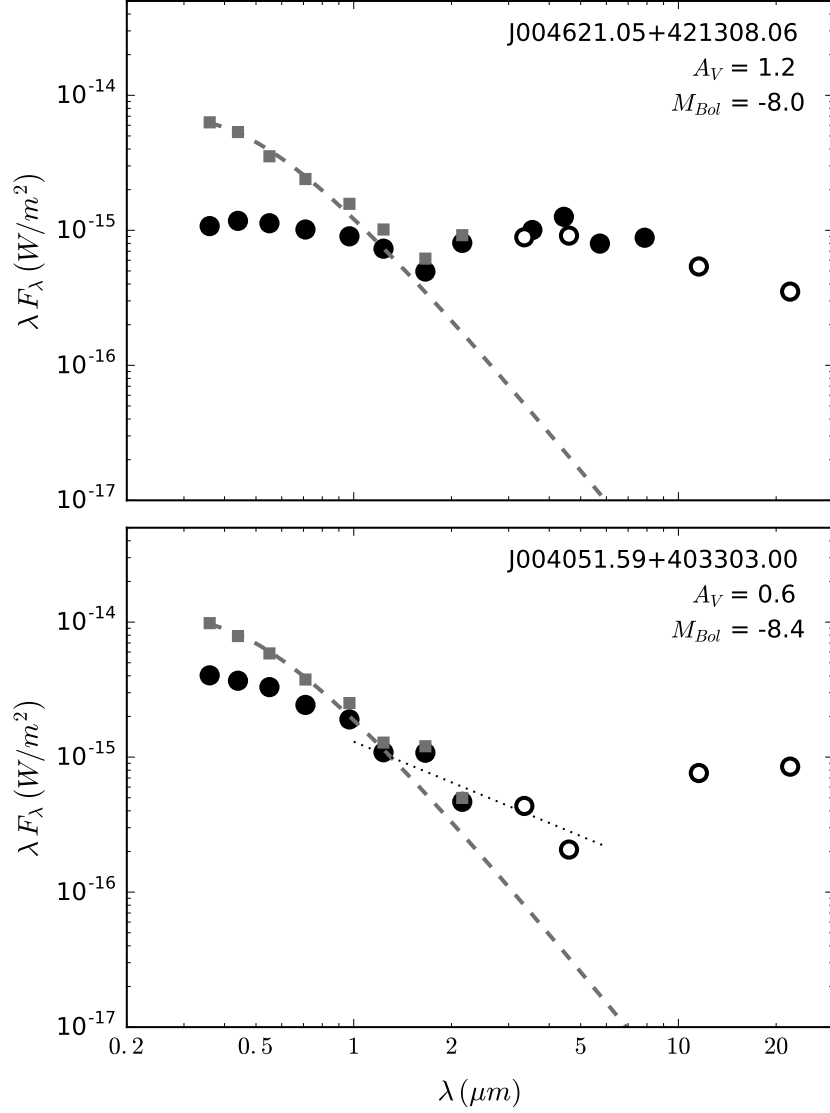 J004621.05+421308.06
A_V = 1.2
M_Bol = -8.0
10^-14
10^-15
10^-16
10^-17
λ F_λ (W/m^2)
J004051.59+403303.00
A_V = 0.6
M_Bol = -8.4
10^-14
10^-15
10^-16
10^-17
λ F_λ (W/m^2)
0.2 0.5 1 2 5 10 20
λ (μm)